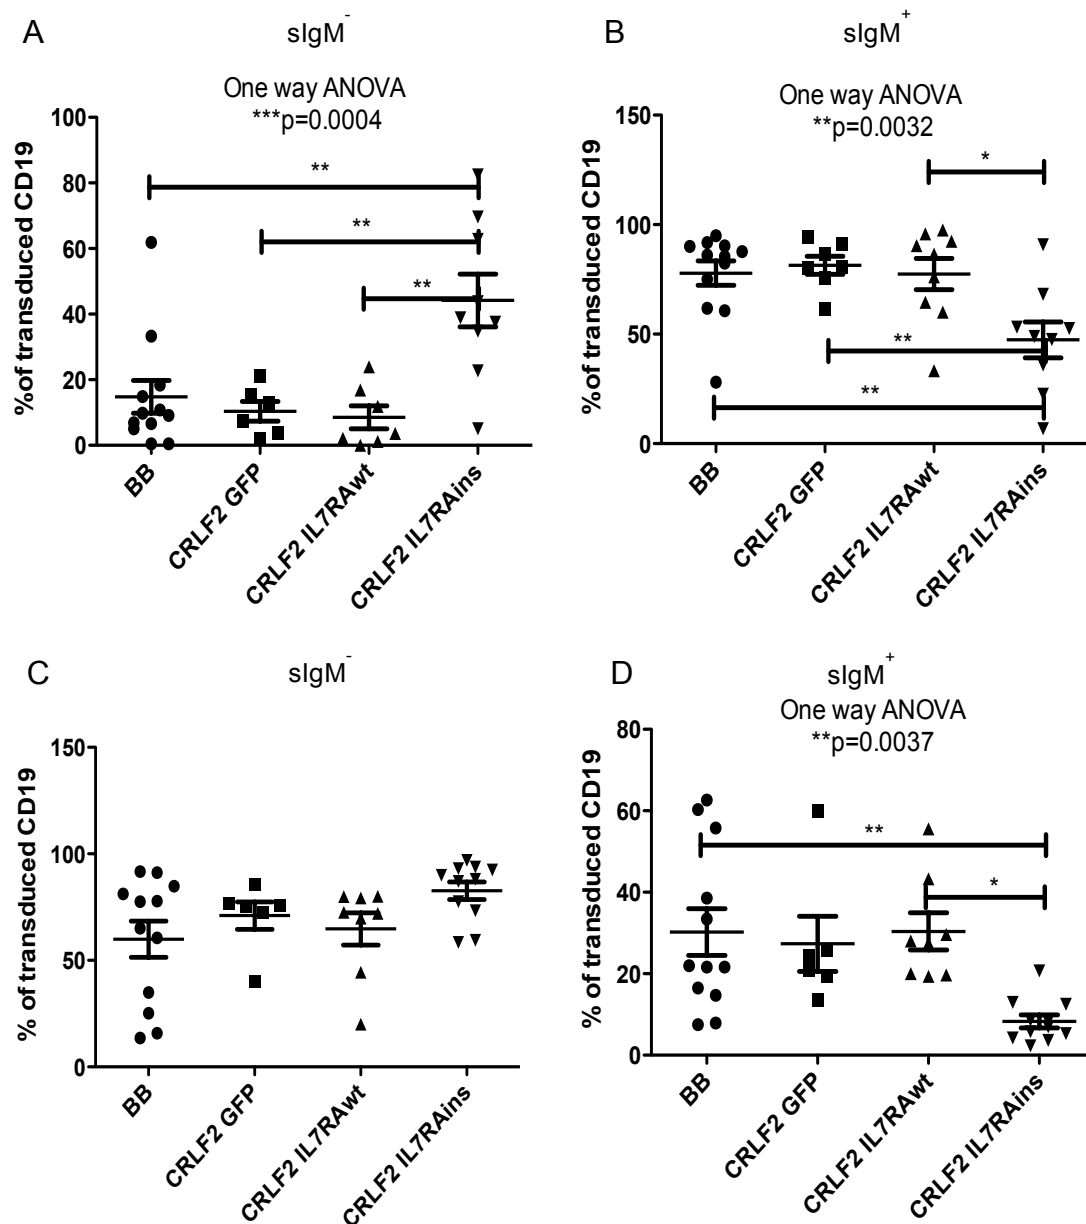 A
sIgM-
One way ANOVA
***p=0.0004
%of transduced CD19
100
80
60
40
20
0
**
**
**
BB
CRLF2 GFP
CRLF2 IL7RAwt
CRLF2 IL7RAins
B
sIgM+
One way ANOVA
**p=0.0032
%of transduced CD19
150
100
50
0
*
**
**
BB
CRLF2 GFP
CRLF2 IL7RAwt
CRLF2 IL7RAins
C
sIgM-
% of transduced CD19
150
100
50
0
BB
CRLF2 GFP
CRLF2 IL7RAwt
CRLF2 IL7RAins
D
sIgM+
One way ANOVA
**p=0.0037
% of transduced CD19
80
60
40
20
0
**
*
BB
CRLF2 GFP
CRLF2 IL7RAwt
CRLF2 IL7RAins